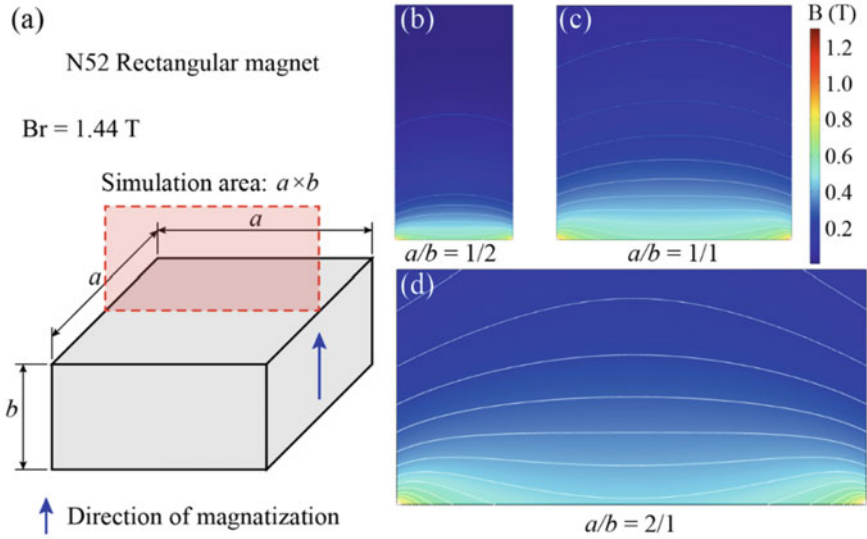 (a)
N52 Rectangular magnet
Br = 1.44 T
Simulation area: a×b
a
a
b
Direction of magnatization
(b)
a/b = 1/2
(c)
a/b = 1/1
B (T)
1.2
1.0
0.8
0.6
0.4
0.2
(d)
a/b = 2/1